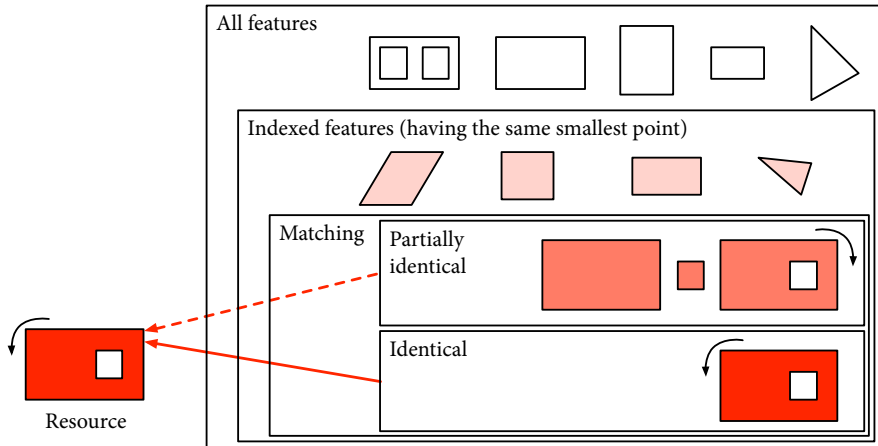 All features
Indexed features (having the same smallest point)
Matching
Partially
identical
Identical
Resource